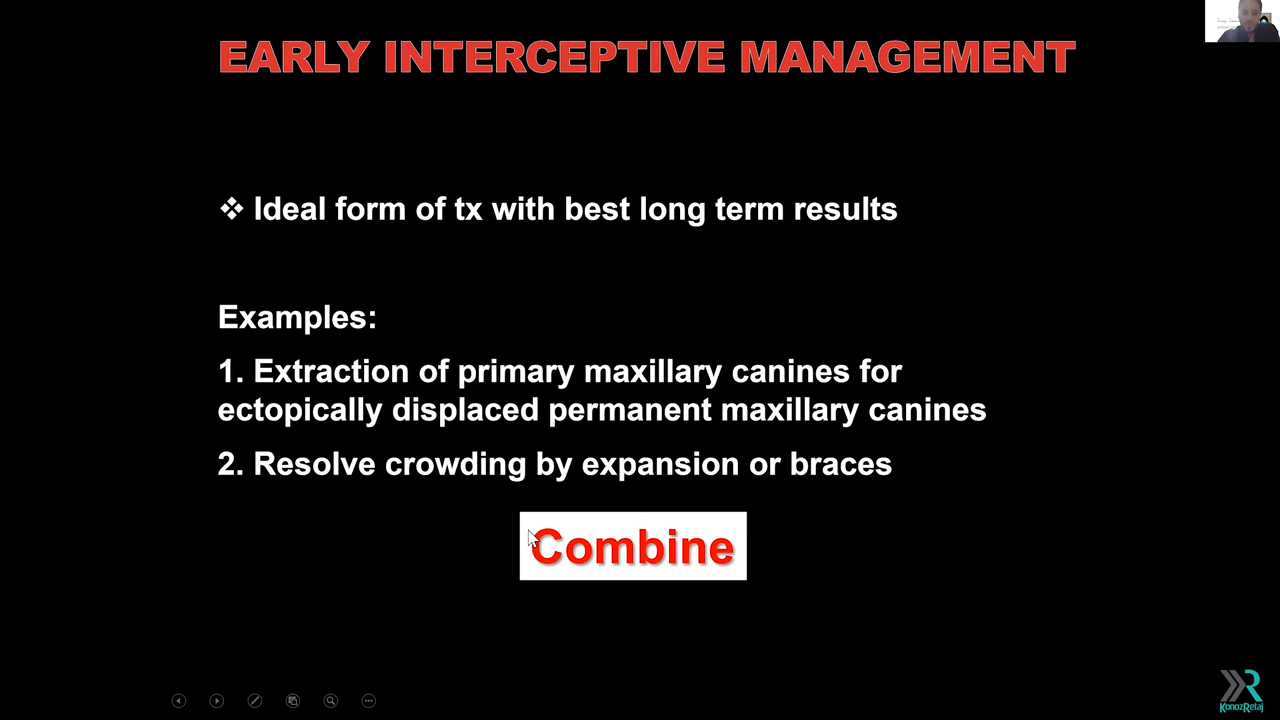 EARLY INTERCEPTIVE MANAGEMENT
❖ Ideal form of tx with best long term results
Examples:
1. Extraction of primary maxillary canines for
ectopically displaced permanent maxillary canines
2. Resolve crowding by expansion or braces
Combine
KonozRetaj